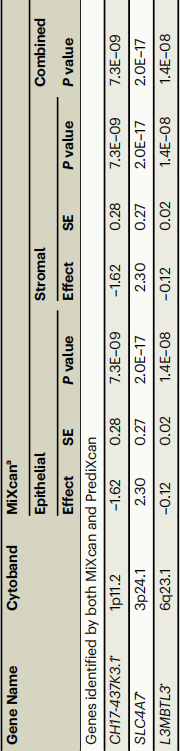 Gene Name Cytoband MiXcanᵃ
Epithelial Stromal Combined
Effect SE P value Effect SE P value P value
Genes identified by both MiXcan and PrediXcan
CH17-437K3.1* 1p11.2 −1.62 0.28 7.3E−09 −1.62 0.28 7.3E−09 7.3E−09
SLC4A7* 3p24.1 2.30 0.27 2.0E−17 2.30 0.27 2.0E−17 2.0E−17
L3MBTL3* 6q23.1 −0.12 0.02 1.4E−08 −0.12 0.02 1.4E−08 1.4E−08